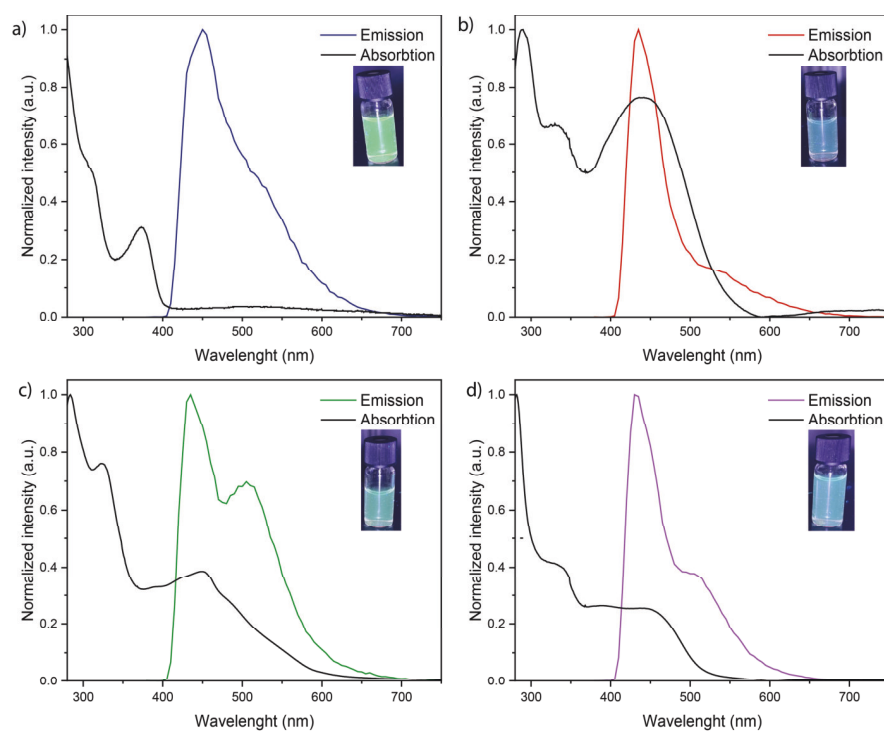 a)
Emission
Absorbtion
Normalized intensity (a.u.)
1.0
0.8
0.6
0.4
0.2
0.0
300 400 500 600 700
Wavelenght (nm)
b)
Emission
Absorbtion
Normalized intensity (a.u.)
1.0
0.8
0.6
0.4
0.2
0.0
300 400 500 600 700
Wavelenght (nm)
c)
Emission
Absorbtion
Normalized intensity (a.u.)
1.0
0.8
0.6
0.4
0.2
0.0
300 400 500 600 700
Wavelenght (nm)
d)
Emission
Absorbtion
Normalized intensity (a.u.)
1.0
0.8
0.6
0.4
0.2
0.0
300 400 500 600 700
Wavelenght (nm)